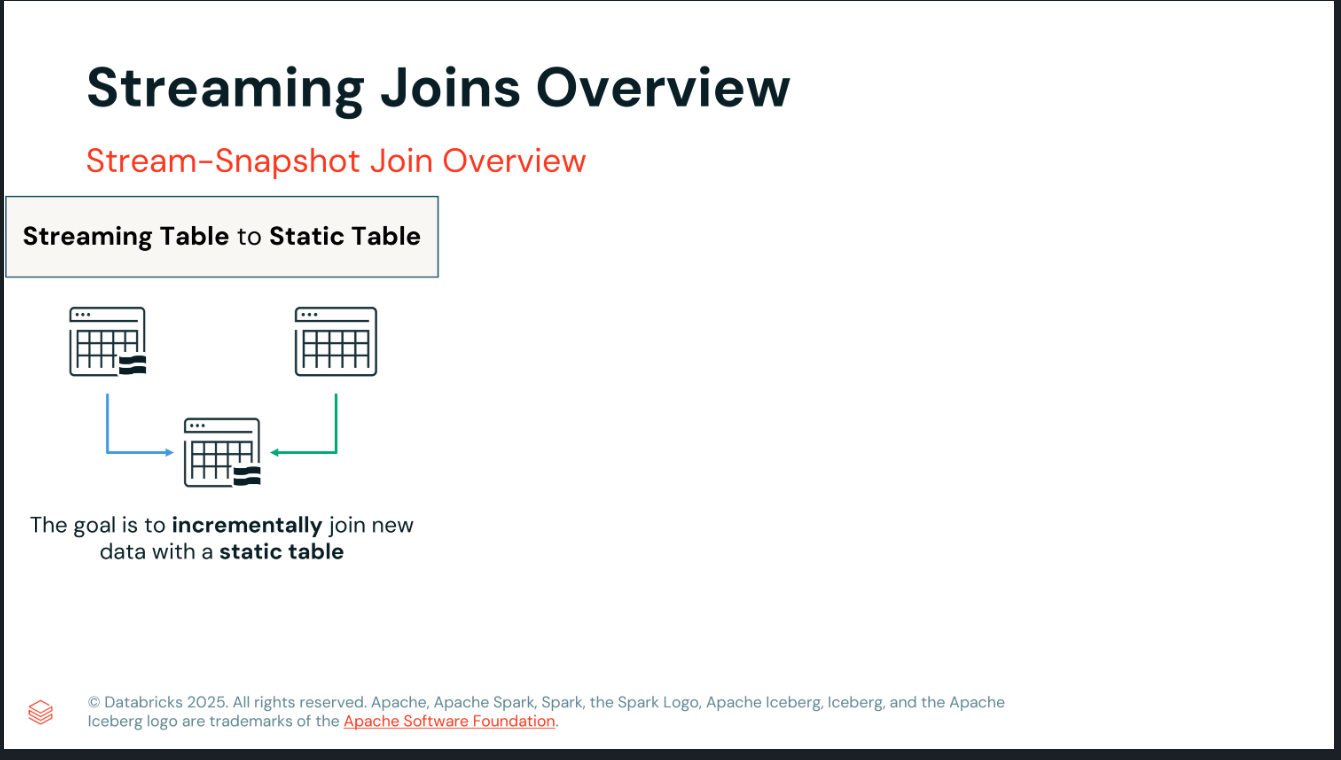 Streaming Joins Overview
Stream-Snapshot Join Overview
Streaming Table to Static Table
The goal is to incrementally join new
data with a static table
© Databricks 2025. All rights reserved. Apache, Apache Spark, Spark, the Spark Logo, Apache Iceberg, Iceberg, and the Apache
Iceberg logo are trademarks of the Apache Software Foundation.